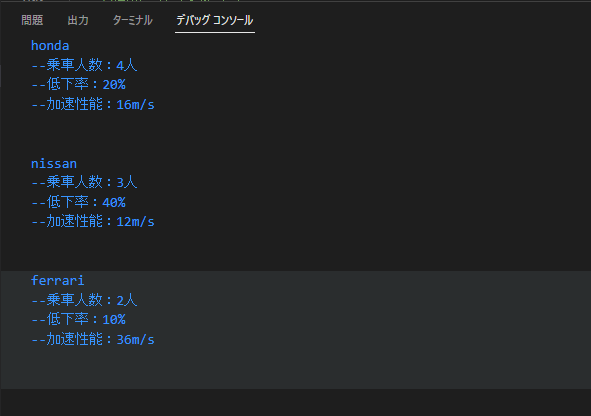 問題 出力 ターミナル デバッグ コンソール
honda
--乗車人数：4人
--低下率：20%
--加速性能：16m/s
nissan
--乗車人数：3人
--低下率：40%
--加速性能：12m/s
ferrari
--乗車人数：2人
--低下率：10%
--加速性能：36m/s